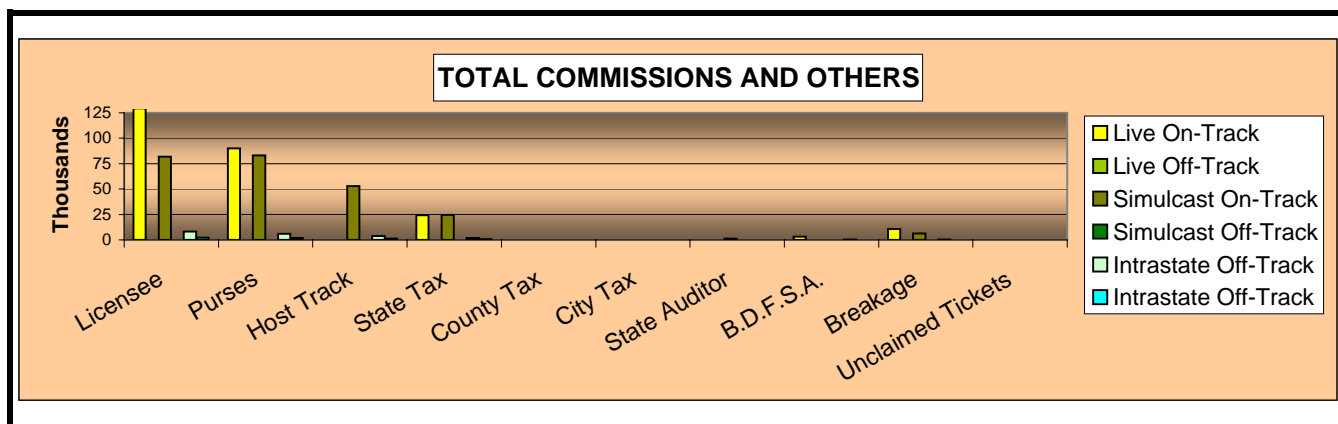 TOTAL COMMISSIONS AND OTHERS
Thousands
125
100
75
50
25
0
Licensee
Purses
Host Track
State Tax
County Tax
City Tax
State Auditor
B.D.F.S.A.
Breakage
Unclaimed Tickets
Live On-Track
Live Off-Track
Simulcast On-Track
Simulcast Off-Track
Intrastate Off-Track
Intrastate Off-Track